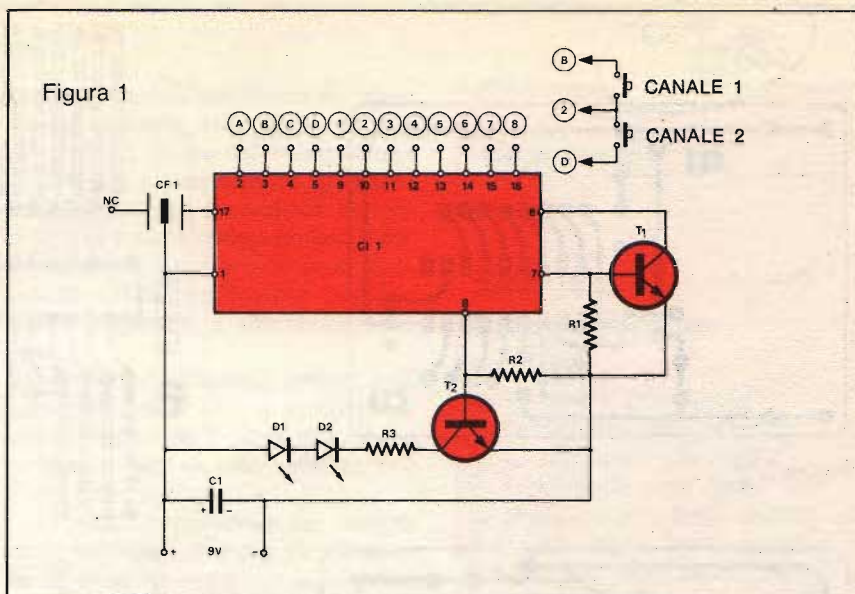 Figura 1
B
CANALE 1
2
CANALE 2
D
A B C D 1 2 3 4 5 6 7 8
2 3 4 5 9 10 11 12 13 14 15 16
CF 1
NC
17
6
CI 1
T1
1
7
8
R1
R2
T2
D1 D2 R3
C1
+ -
+ 9V -